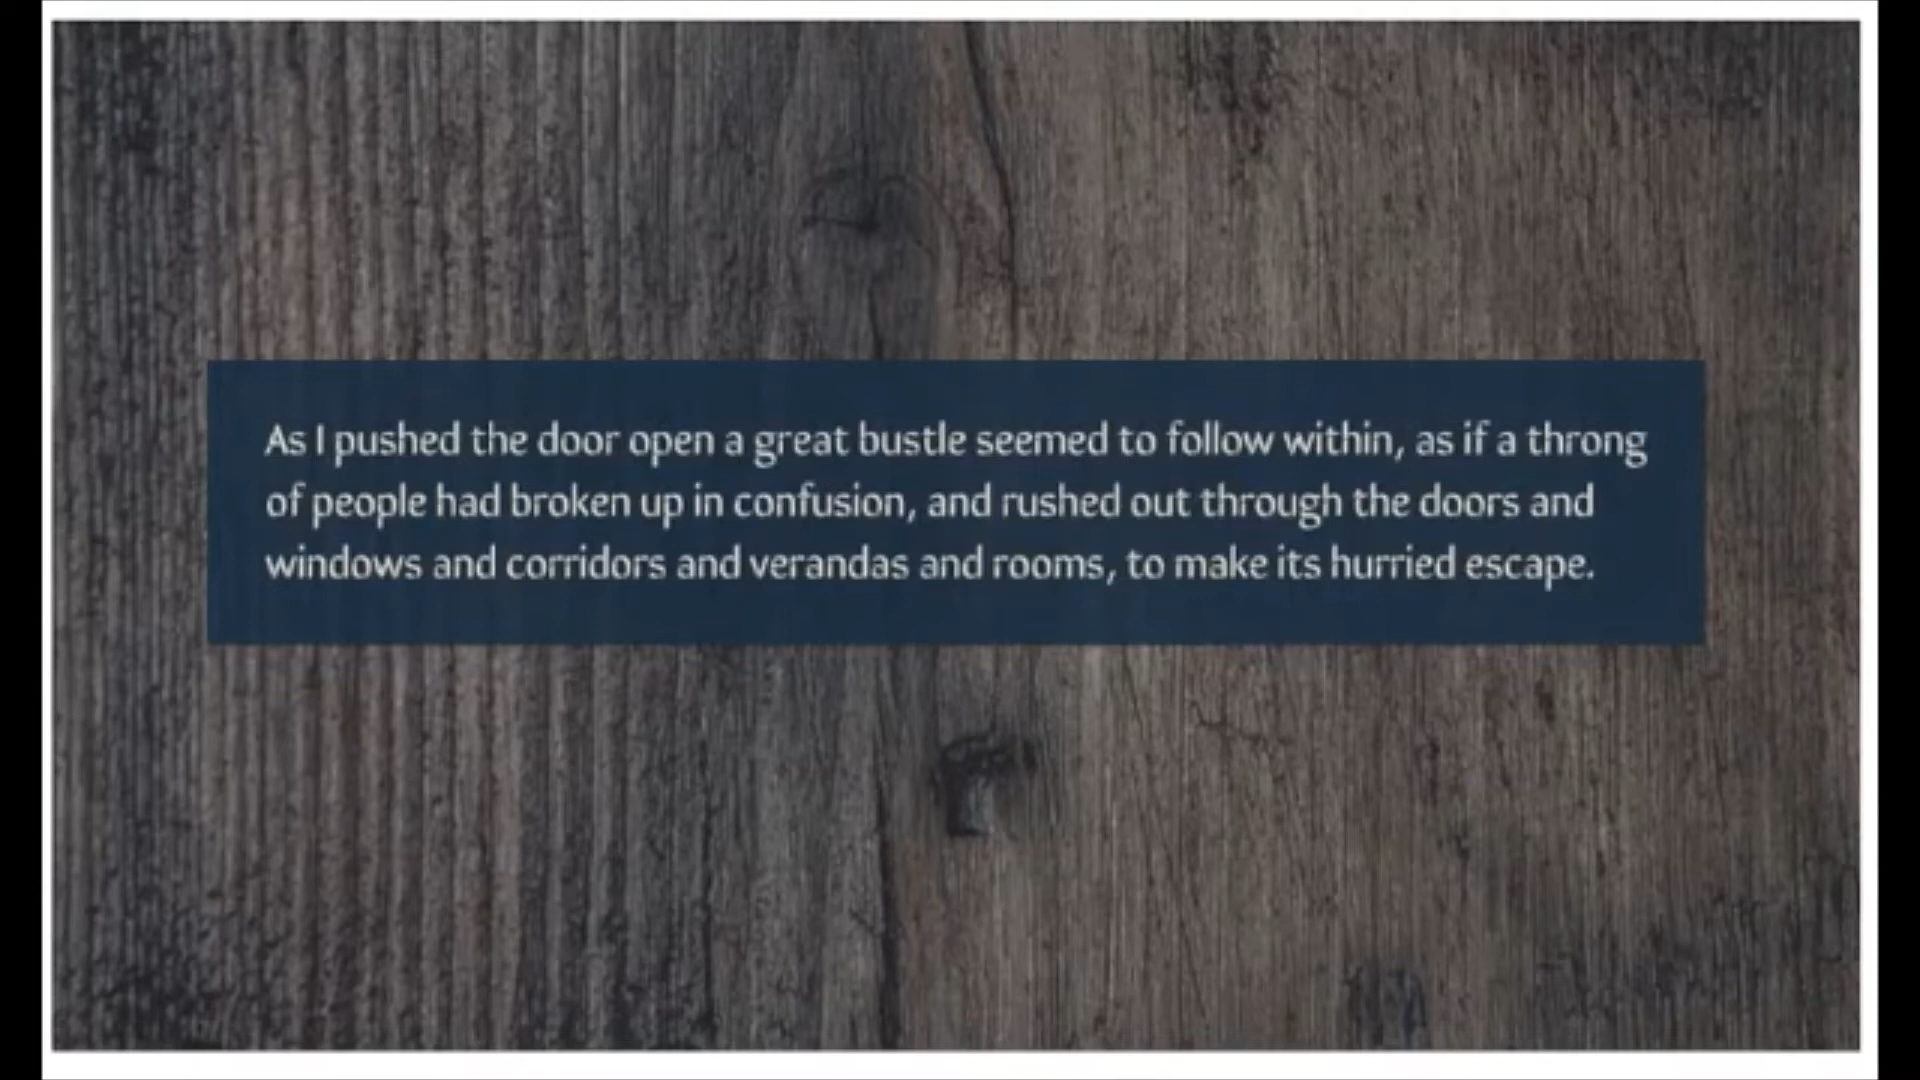 As I pushed the door open a great bustle seemed to follow within, as if a throng
of people had broken up in confusion, and rushed out through the doors and
windows and corridors and verandas and rooms, to make its hurried escape.